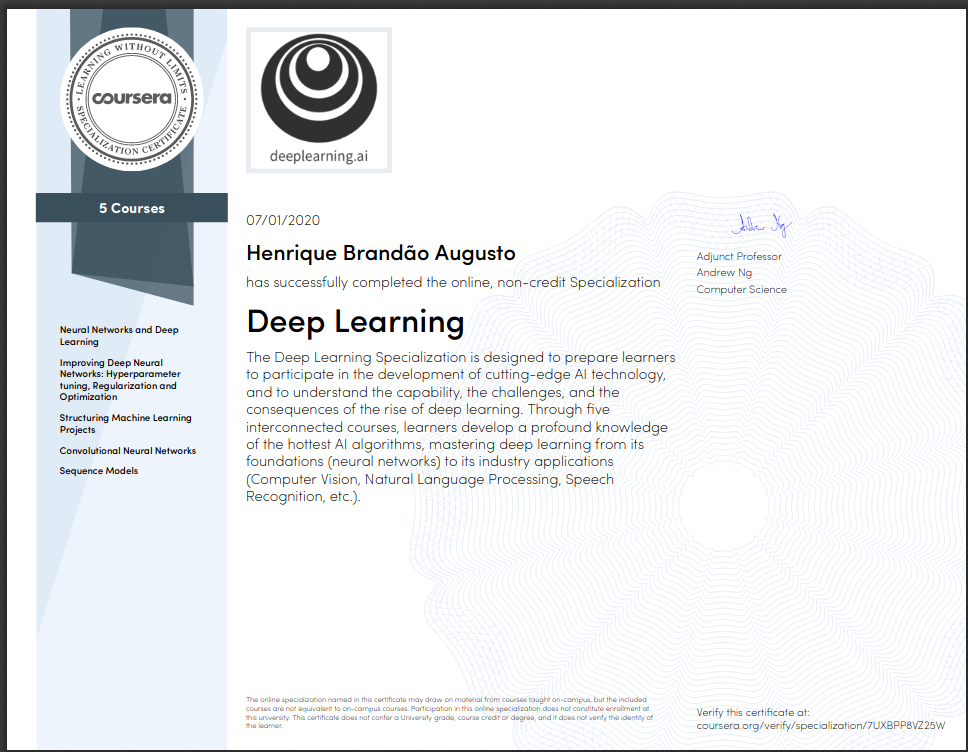 LEARNING WITHOUT LIMITS
coursera
SPECIALIZATION CERTIFICATE
5 Courses
Neural Networks and Deep
Learning
Improving Deep Neural
Networks: Hyperparameter
tuning, Regularization and
Optimization
Structuring Machine Learning
Projects
Convolutional Neural Networks
Sequence Models
deeplearning.ai
07/01/2020
Henrique Brandão Augusto
has successfully completed the online, non-credit Specialization
Deep Learning
The Deep Learning Specialization is designed to prepare learners
to participate in the development of cutting-edge AI technology,
and to understand the capability, the challenges, and the
consequences of the rise of deep learning. Through five
interconnected courses, learners develop a profound knowledge
of the hottest AI algorithms, mastering deep learning from its
foundations (neural networks) to its industry applications
(Computer Vision, Natural Language Processing, Speech
Recognition, etc.).
Andrew Ng
Adjunct Professor
Andrew Ng
Computer Science
The online specialization named in this certificate may draw on material from courses taught on-campus, but the included
courses are not equivalent to on-campus courses. Participation in this online specialization does not constitute enrollment at
this university. This certificate does not confer a University grade, course credit or degree, and it does not verify the identity of
the learner.
Verify this certificate at:
coursera.org/verify/specialization/7UXBPP8VZ25W